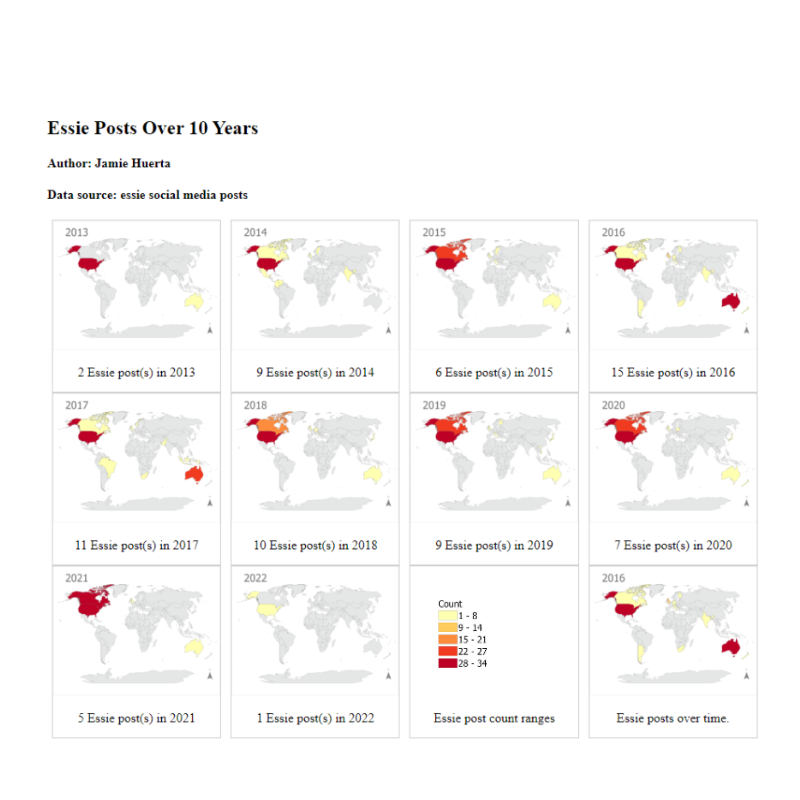 Essie Posts Over 10 Years
Author: Jamie Huerta
Data source: essie social media posts
2013
2 Essie post(s) in 2013
2014
9 Essie post(s) in 2014
2015
6 Essie post(s) in 2015
2016
15 Essie post(s) in 2016
2017
11 Essie post(s) in 2017
2018
10 Essie post(s) in 2018
2019
9 Essie post(s) in 2019
2020
7 Essie post(s) in 2020
2021
5 Essie post(s) in 2021
2022
1 Essie post(s) in 2022
Count
1 - 8
9 - 14
15 - 21
22 - 27
28 - 34
Essie post count ranges
2016
Essie posts over time.